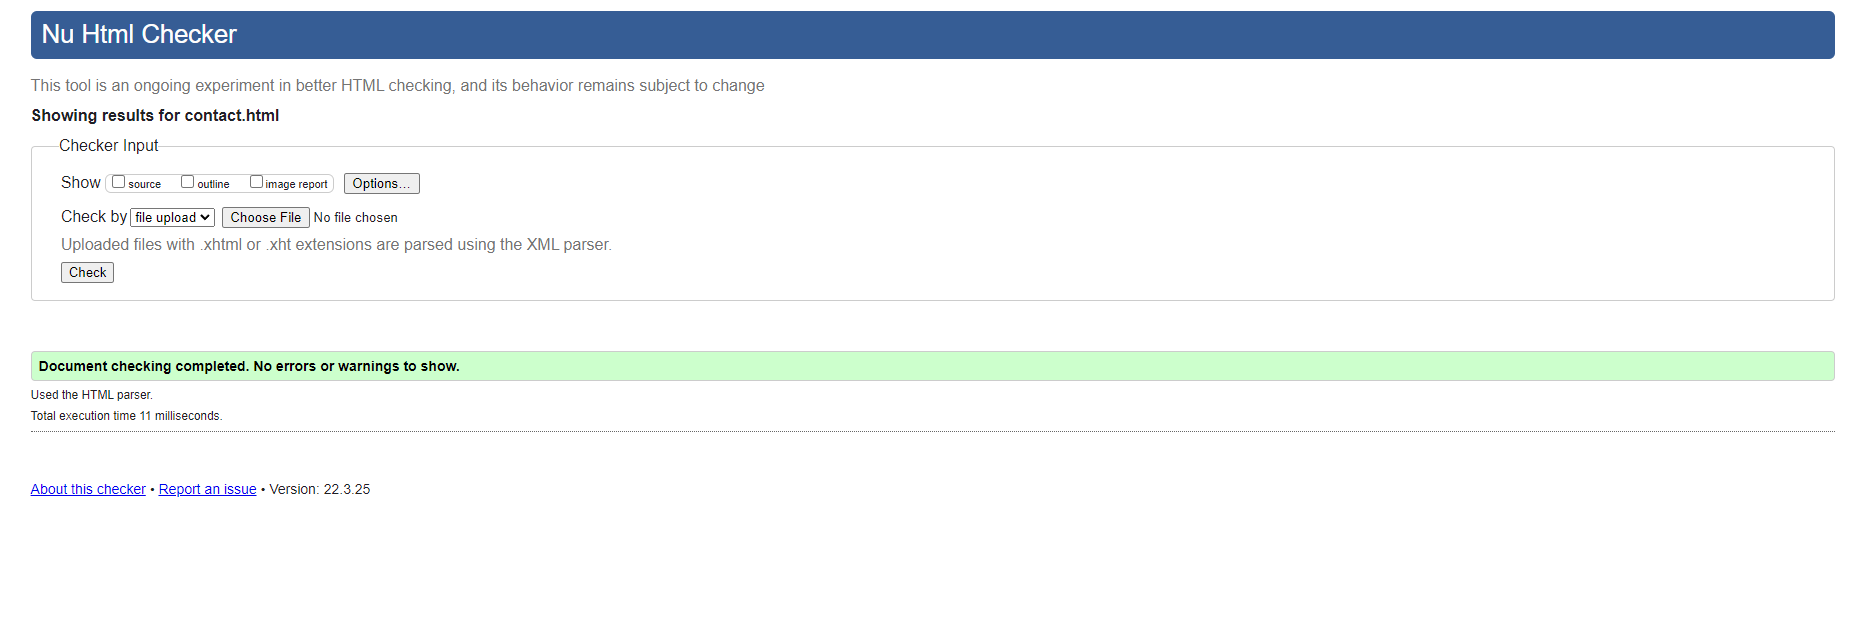 Nu Html Checker
This tool is an ongoing experiment in better HTML checking, and its behavior remains subject to change
Showing results for contact.html
Checker Input
Show source outline image report Options...
Check by file upload Choose File No file chosen
Uploaded files with .xhtml or .xht extensions are parsed using the XML parser.
Check
Document checking completed. No errors or warnings to show.
Used the HTML parser.
Total execution time 11 milliseconds.
About this checker • Report an issue • Version: 22.3.25